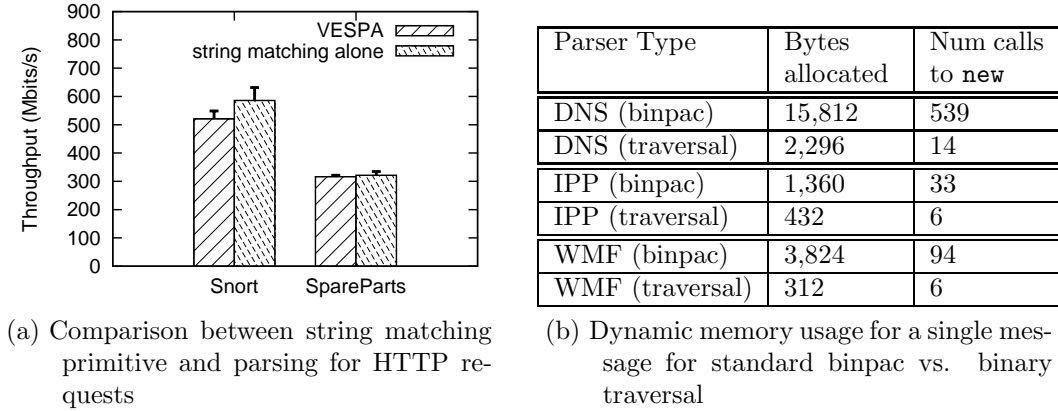 900
800
700
600
500
400
300
200
100
0
Throughput (Mbits/s)
VESPA
string matching alone
Snort SpareParts
(a) Comparison between string matching
primitive and parsing for HTTP re-
quests
Parser Type Bytes allocated Num calls to new
DNS (binpac) 15,812 539
DNS (traversal) 2,296 14
IPP (binpac) 1,360 33
IPP (traversal) 432 6
WMF (binpac) 3,824 94
WMF (traversal) 312 6
(b) Dynamic memory usage for a single mes-
sage for standard binpac vs. binary
traversal